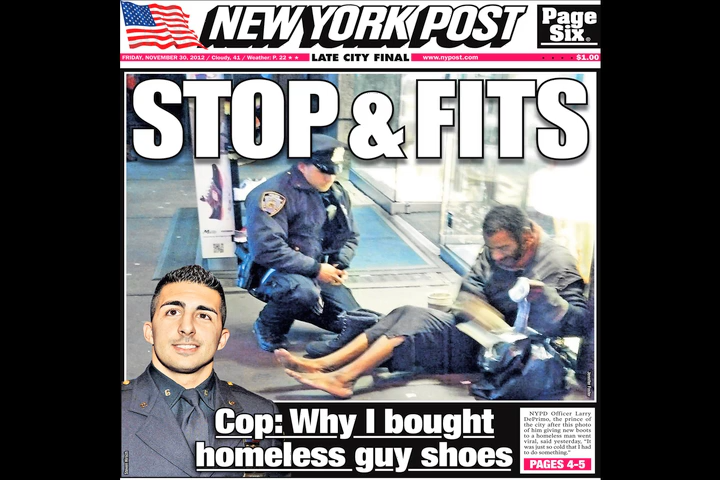 NEW YORK POST
Page
Six®
FRIDAY, NOVEMBER 30, 2012 / Cloudy, 41 / Weather: P. 22 ★★
LATE CITY FINAL
www.nypost.com
$1.00
STOP & FITS
Cop: Why I bought
homeless guy shoes
NYPD Officer Larry
DePrimo, the prince of
the city after this photo
of him giving new boots
to a homeless man went
viral, said yesterday, “It
was just so cold that I had
to do something.”
PAGES 4-5